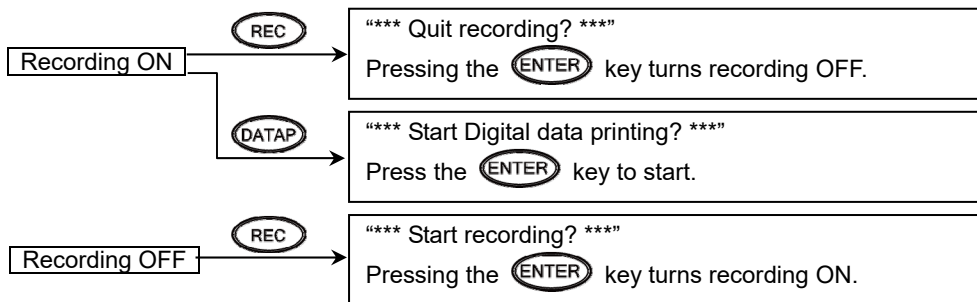 REC
"*** Quit recording? ***"
Recording ON
Pressing the ENTER key turns recording OFF.
DATAP
"*** Start Digital data printing? ***"
Press the ENTER key to start.
REC
"*** Start recording? ***"
Recording OFF
Pressing the ENTER key turns recording ON.